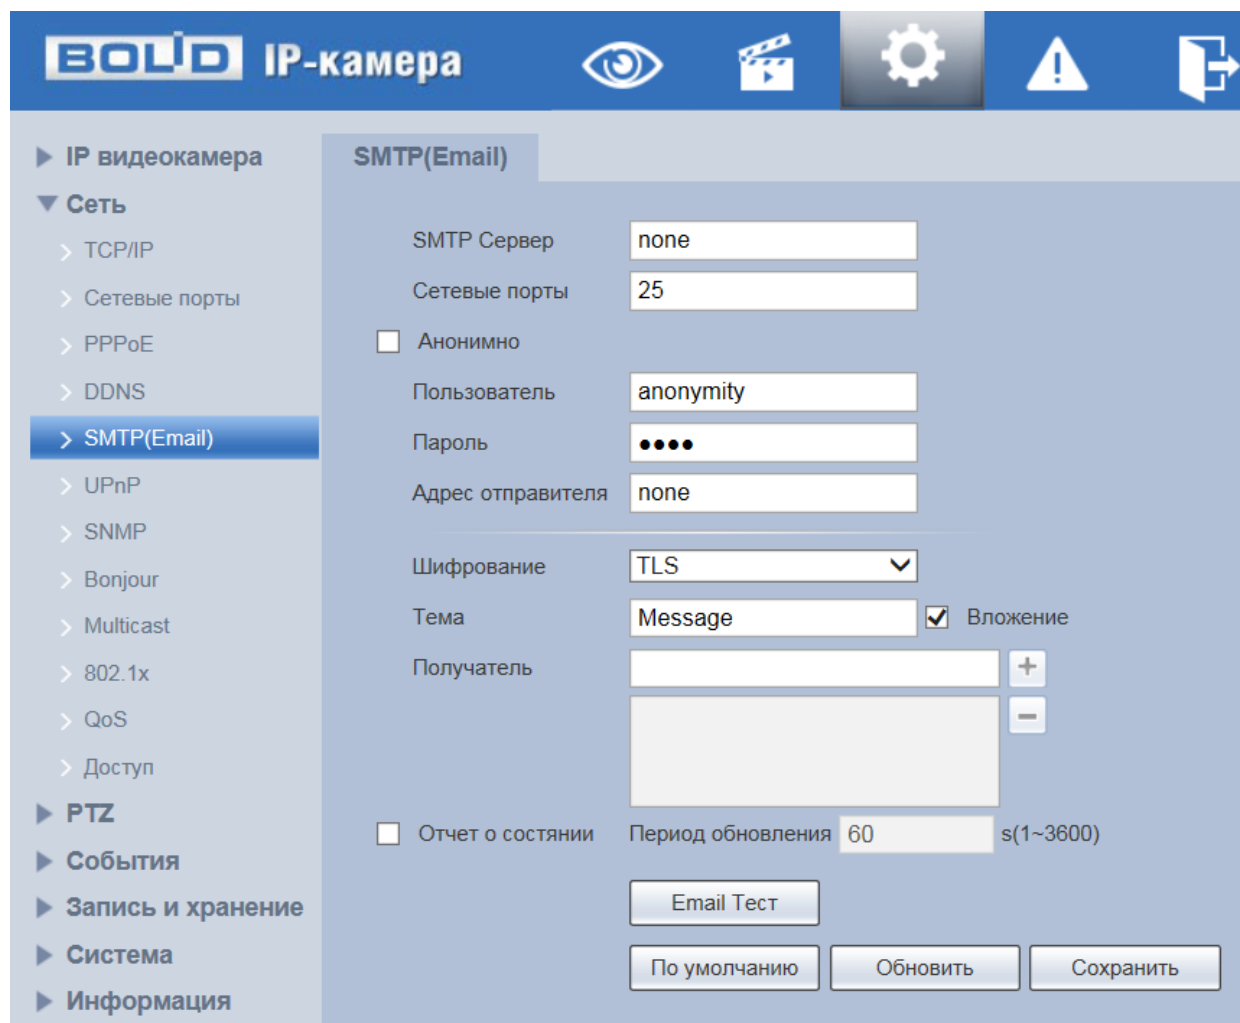 BOLID IP-камера
IP видеокамера
Сеть
TCP/IP
Сетевые порты
PPPoE
DDNS
SMTP(Email)
UPnP
SNMP
Bonjour
Multicast
802.1x
QoS
Доступ
PTZ
События
Запись и хранение
Система
Информация
SMTP(Email)
SMTP Сервер none
Сетевые порты 25
Анонимно
Пользователь anonymity
Пароль ●●●●
Адрес отправителя none
Шифрование TLS
Тема Message Вложение
Получатель +
−
Отчет о состянии Период обновления 60 s(1~3600)
Email Тест
По умолчанию Обновить Сохранить